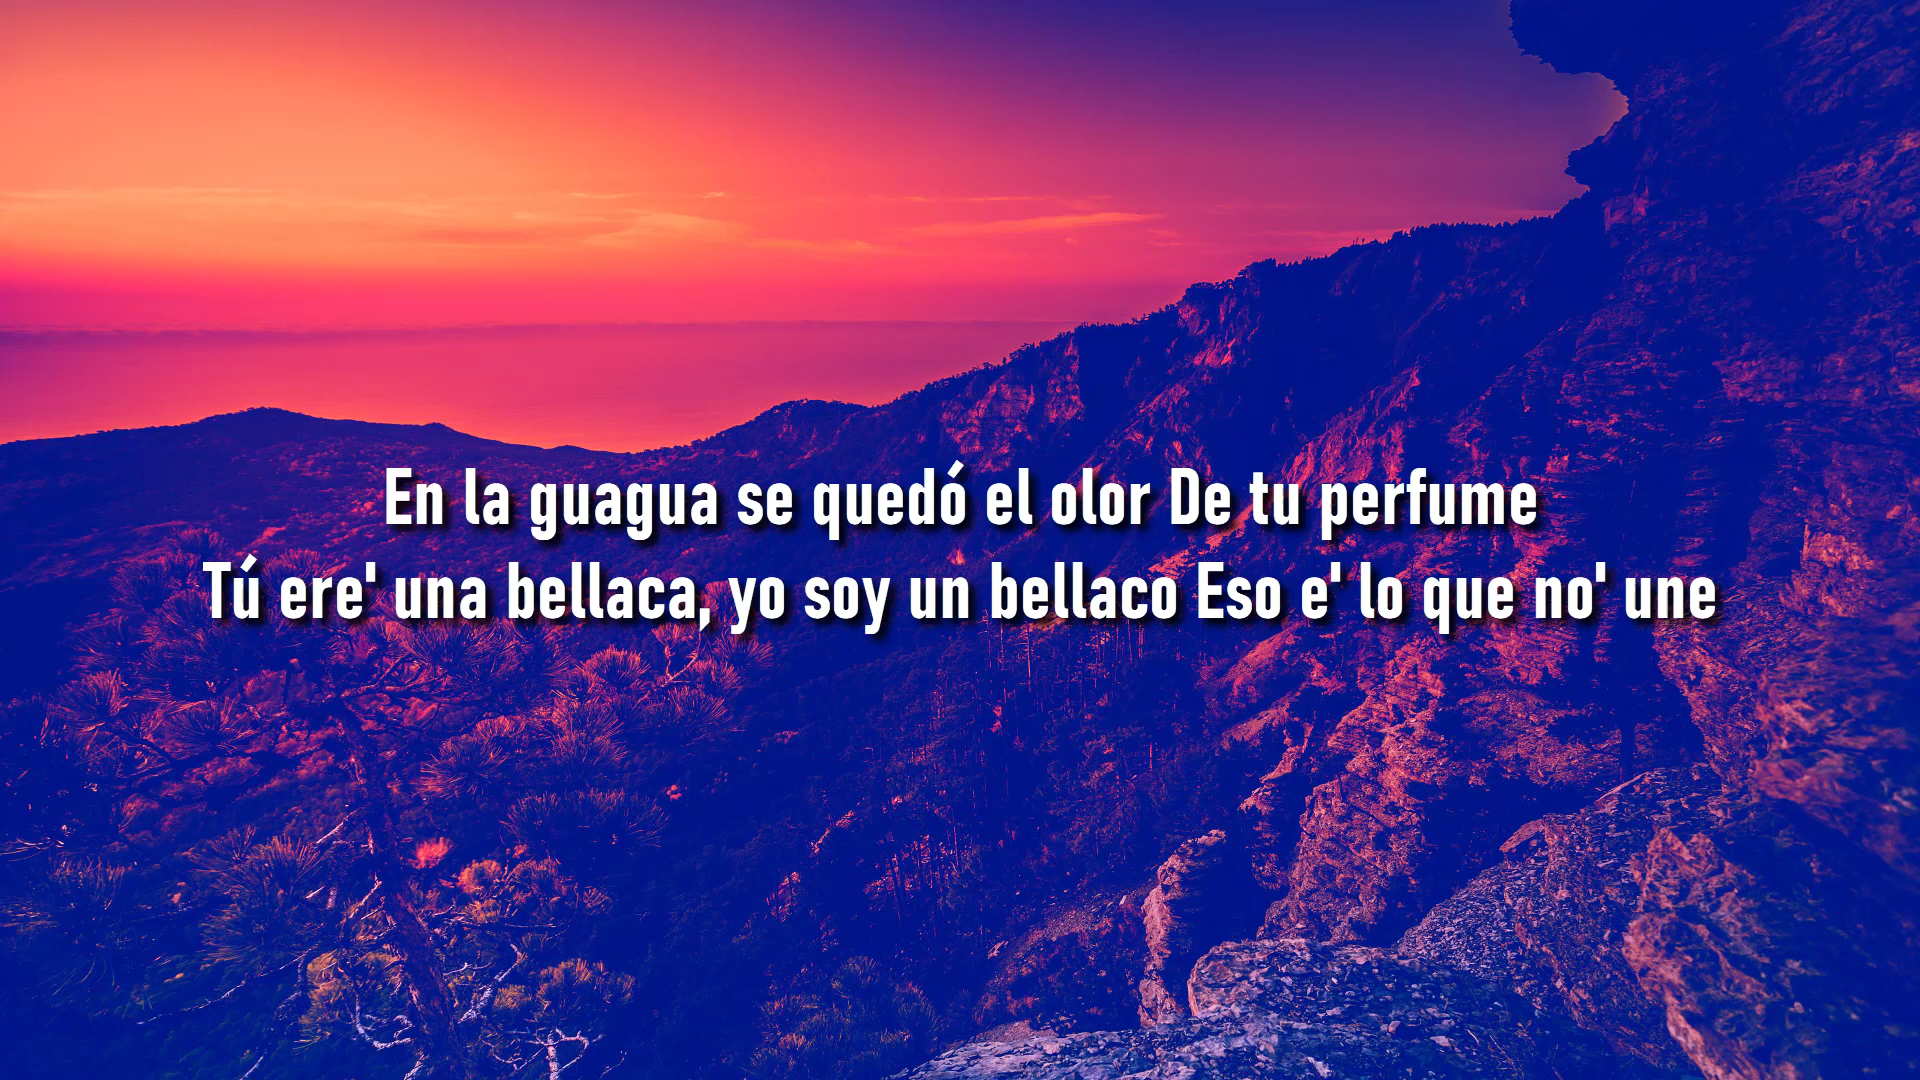 En la guagua se quedó el olor De tu perfume
Tú ere' una bellaca, yo soy un bellaco Eso e' lo que no' une